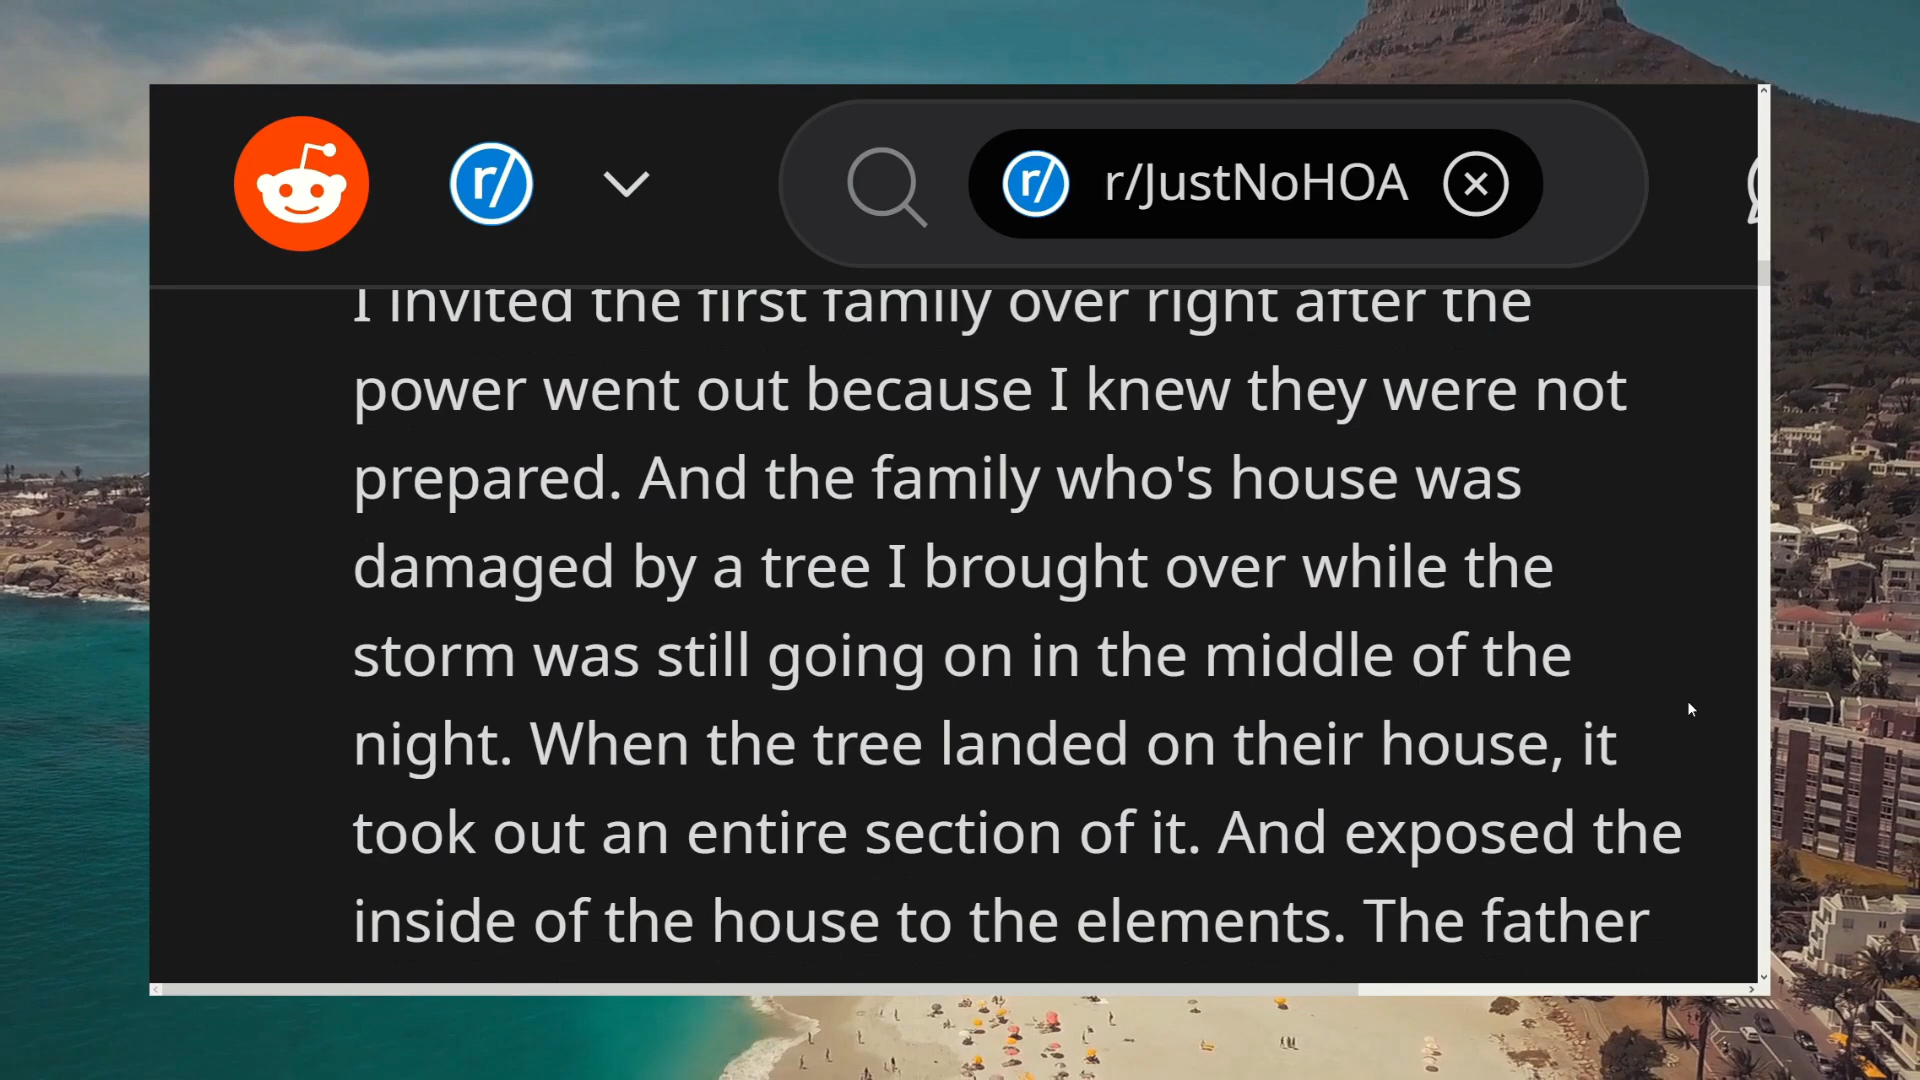 r/ r/ r/JustNoHOA
I invited the first family over right after the
power went out because I knew they were not
prepared. And the family who's house was
damaged by a tree I brought over while the
storm was still going on in the middle of the
night. When the tree landed on their house, it
took out an entire section of it. And exposed the
inside of the house to the elements. The father